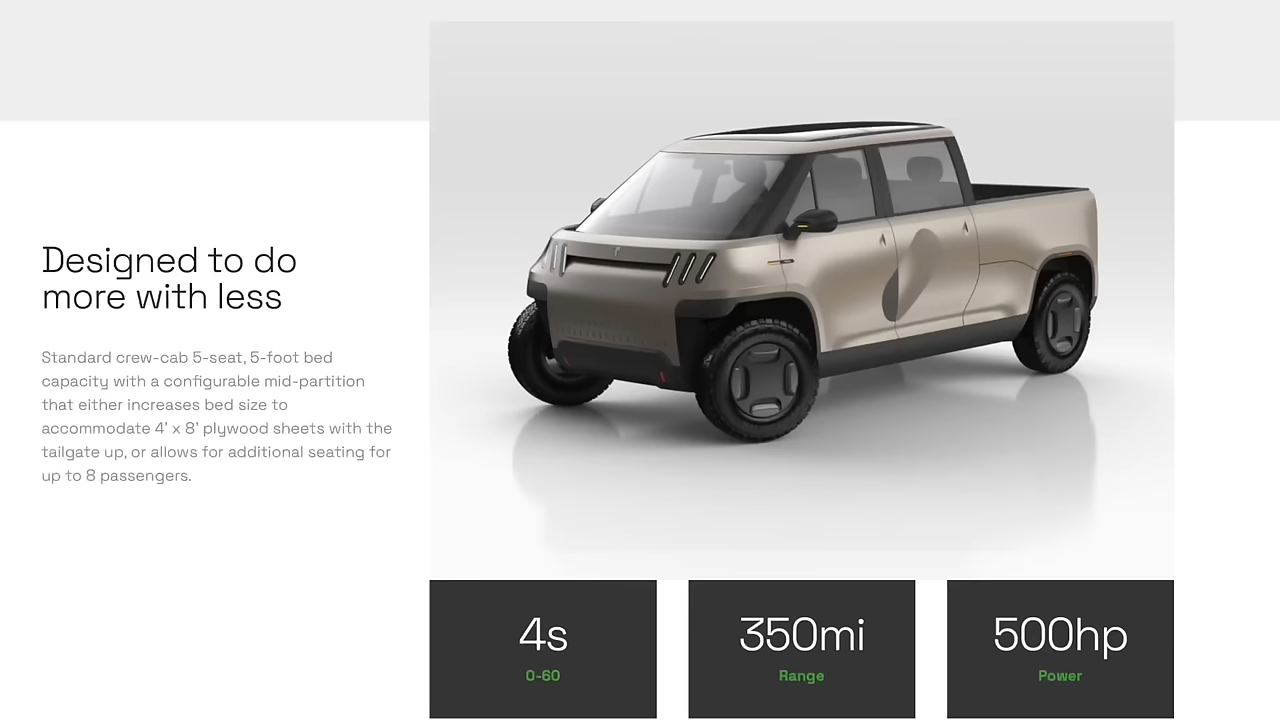 Designed to do
more with less
Standard crew-cab 5-seat, 5-foot bed
capacity with a configurable mid-partition
that either increases bed size to
accommodate 4' x 8' plywood sheets with the
tailgate up, or allows for additional seating for
up to 8 passengers.
4s
0-60
350mi
Range
500hp
Power